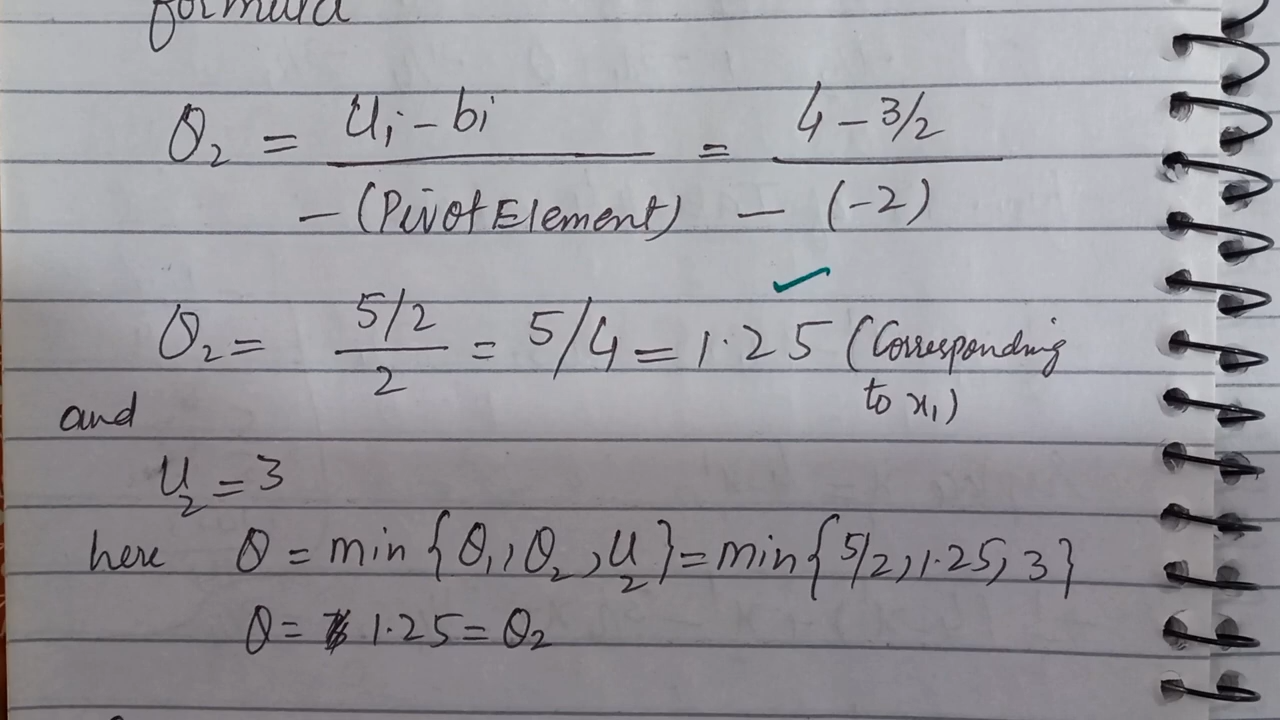 formula
θ₂ = (Ui - bi) / -(Pivot Element) = (4 - 3/2) / -(-2)
θ₂ = (5/2) / 2 = 5/4 = 1.25 (Corresponding
to x₁)
and
U₂ = 3
here θ = min {θ₁, θ₂, U₂} = min {5/2, 1.25, 3}
θ = 1.25 = θ₂